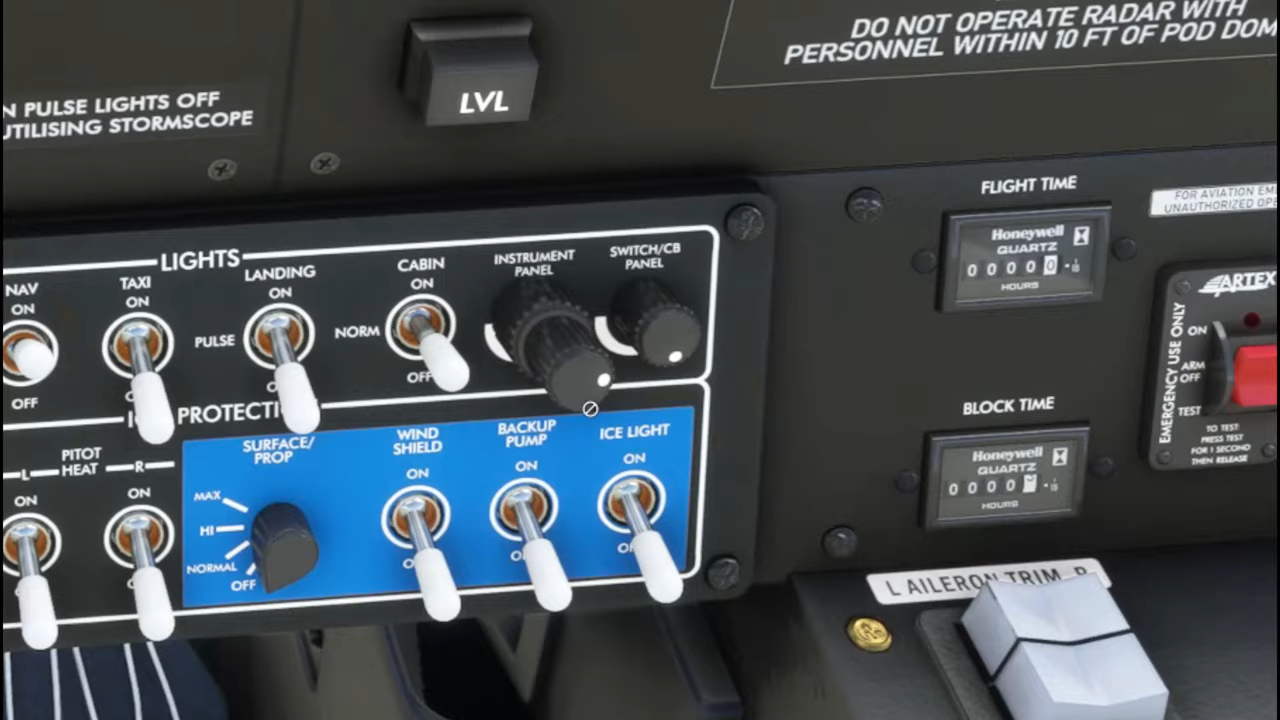 DO NOT OPERATE RADAR WITH
PERSONNEL WITHIN 10 FT OF POD DOM
N PULSE LIGHTS OFF
UTILISING STORMSCOPE
LVL
LIGHTS
NAV
ON
OFF
TAXI
ON
LANDING
ON
PULSE
CABIN
ON
NORM
OFF
INSTRUMENT
PANEL
SWITCH/CB
PANEL
PROTECTI
PITOT
HEAT
L
R
ON
ON
SURFACE/
PROP
MAX
HI
NORMAL
OFF
WIND
SHIELD
ON
BACKUP
PUMP
ON
ICE LIGHT
ON
FLIGHT TIME
Honeywell
QUARTZ
0 0 0 0 0
HOURS
BLOCK TIME
Honeywell
QUARTZ
0 0 0 0
HOURS
FOR AVIATION EM
UNAUTHORIZED OPE
ARTEX
EMERGENCY USE ONLY
ON
ARM
OFF
TEST
TO TEST:
PRESS TEST
FOR 1 SECOND
THEN RELEASE
L AILERON TRIM R